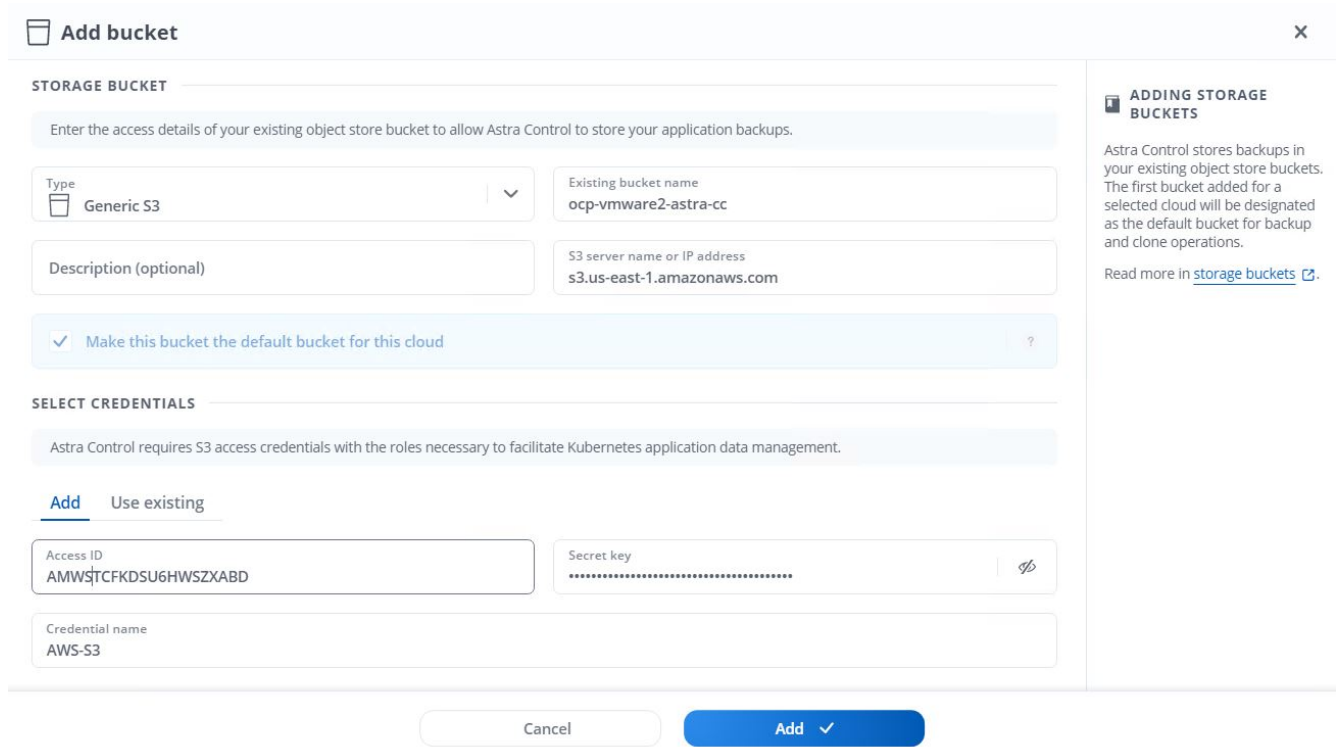 Add bucket
STORAGE BUCKET
Enter the access details of your existing object store bucket to allow Astra Control to store your application backups.
Type
Generic S3
Existing bucket name
ocp-vmware2-astra-cc
Description (optional)
S3 server name or IP address
s3.us-east-1.amazonaws.com
Make this bucket the default bucket for this cloud
?
SELECT CREDENTIALS
Astra Control requires S3 access credentials with the roles necessary to facilitate Kubernetes application data management.
Add Use existing
Access ID
AMWSTCFKDSU6HWSZXABD
Secret key
••••••••••••••••••••••••••••••••••••••••
Credential name
AWS-S3
Cancel
Add
ADDING STORAGE
BUCKETS
Astra Control stores backups in
your existing object store buckets.
The first bucket added for a
selected cloud will be designated
as the default bucket for backup
and clone operations.
Read more in storage buckets.